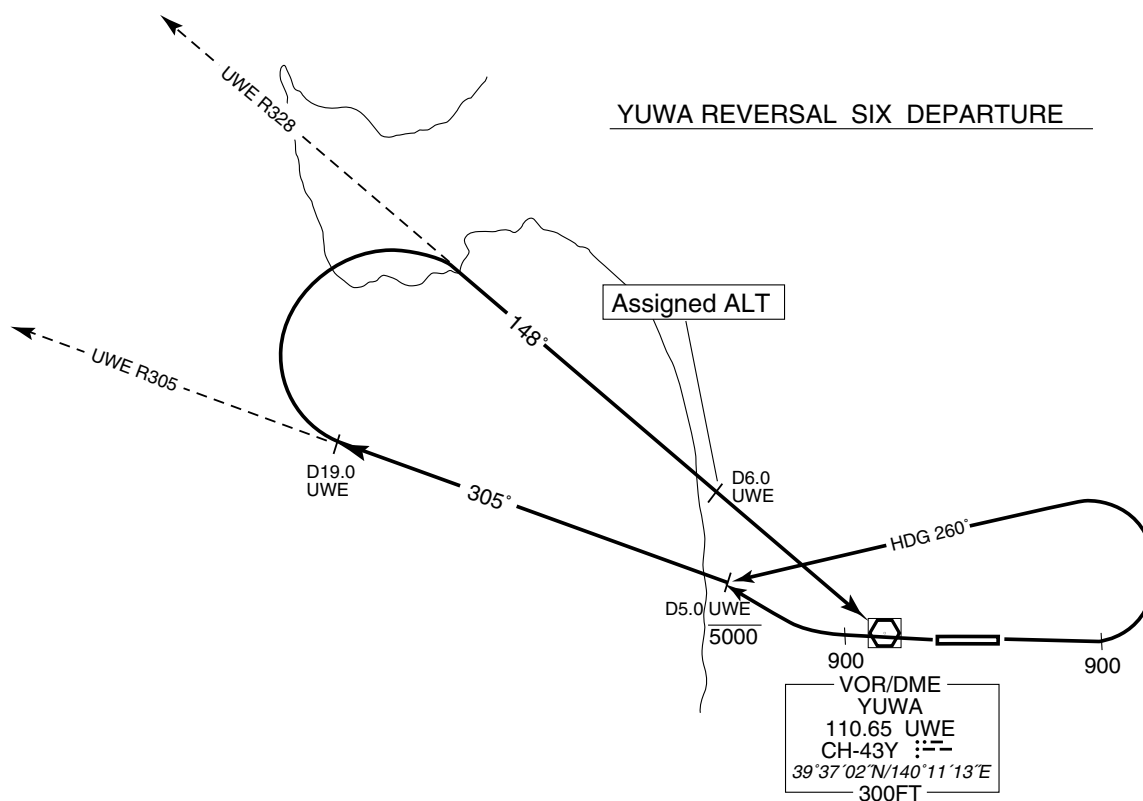 YUWA REVERSAL SIX DEPARTURE
UWE R328
Assigned ALT
148°
UWE R305
D19.0
UWE
305°
D6.0
UWE
HDG 260°
D5.0 UWE
5000
900
900
VOR/DME
YUWA
110.65 UWE
CH-43Y
39°37´02˝N/140°11´13˝E
300FT